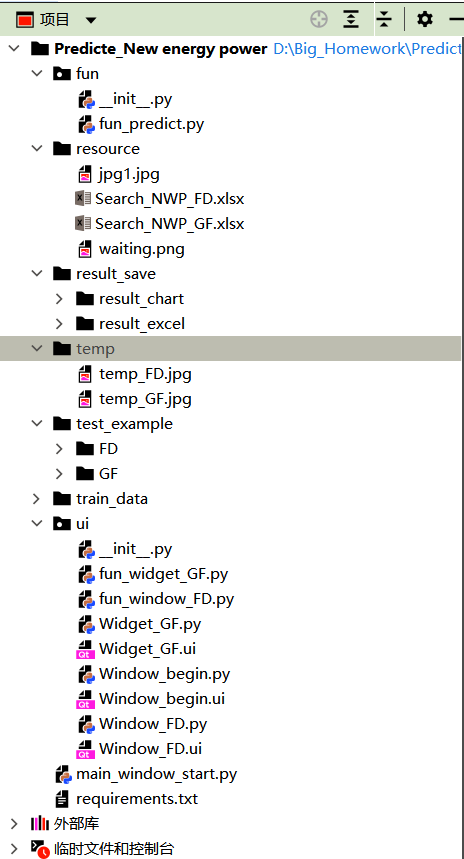 项目
Predicte_New energy power D:\Big_Homework\Predict
fun
__init__.py
fun_predict.py
resource
jpg1.jpg
Search_NWP_FD.xlsx
Search_NWP_GF.xlsx
waiting.png
result_save
result_chart
result_excel
temp
temp_FD.jpg
temp_GF.jpg
test_example
FD
GF
train_data
ui
__init__.py
fun_widget_GF.py
fun_window_FD.py
Widget_GF.py
Widget_GF.ui
Window_begin.py
Window_begin.ui
Window_FD.py
Window_FD.ui
main_window_start.py
requirements.txt
外部库
临时文件和控制台